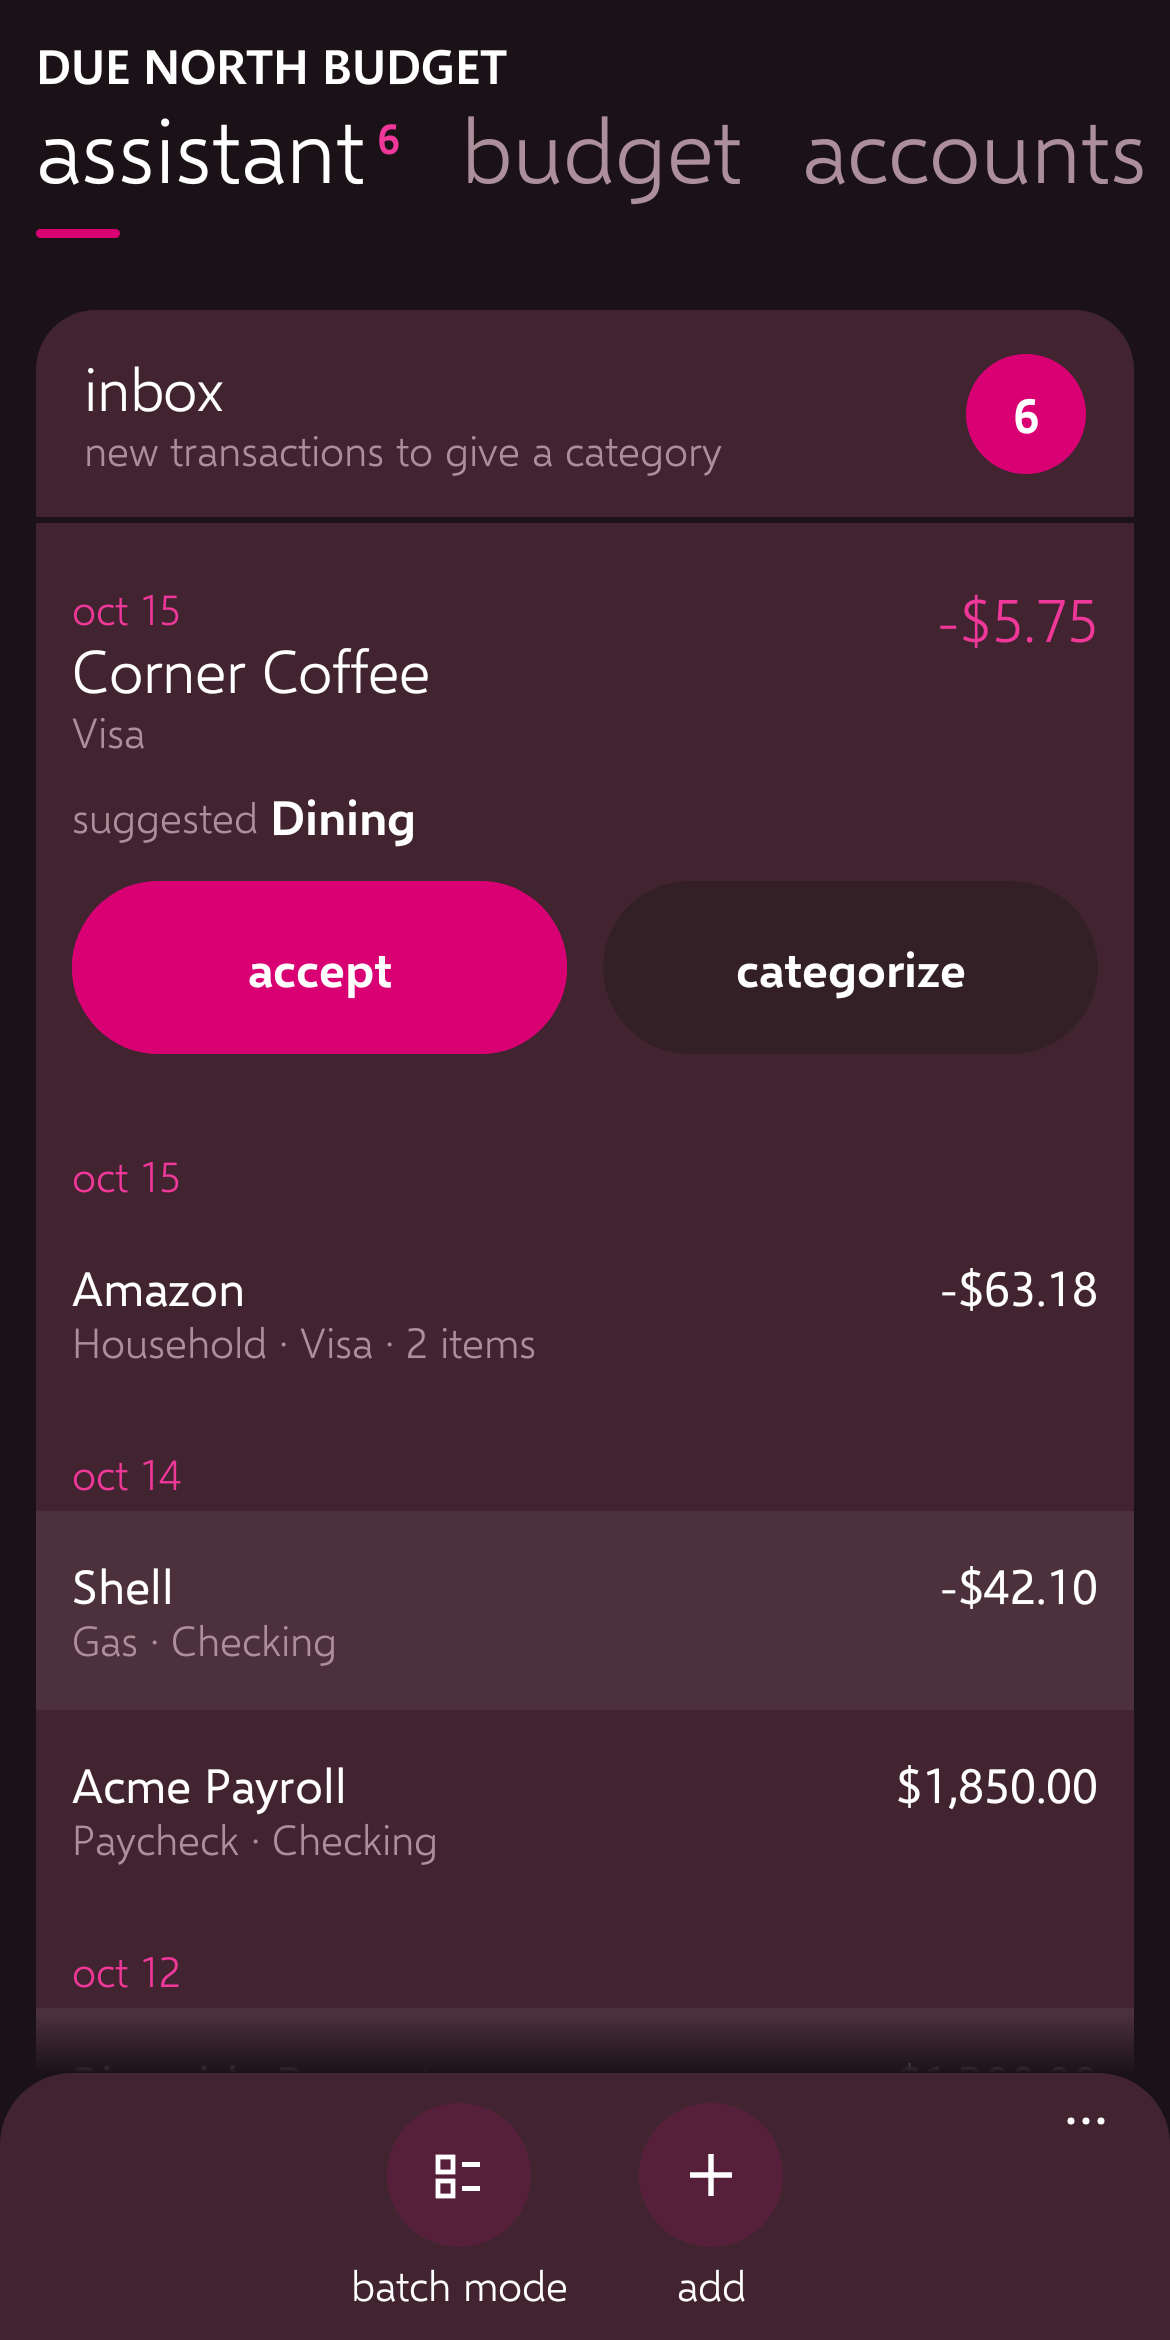 DUE NORTH BUDGET
assistant 6 budget accounts
inbox
new transactions to give a category
6
oct 15
-$5.75
Corner Coffee
Visa
suggested Dining
accept categorize
oct 15
Amazon -$63.18
Household · Visa · 2 items
oct 14
Shell -$42.10
Gas · Checking
Acme Payroll $1,850.00
Paycheck · Checking
oct 12
batch mode add